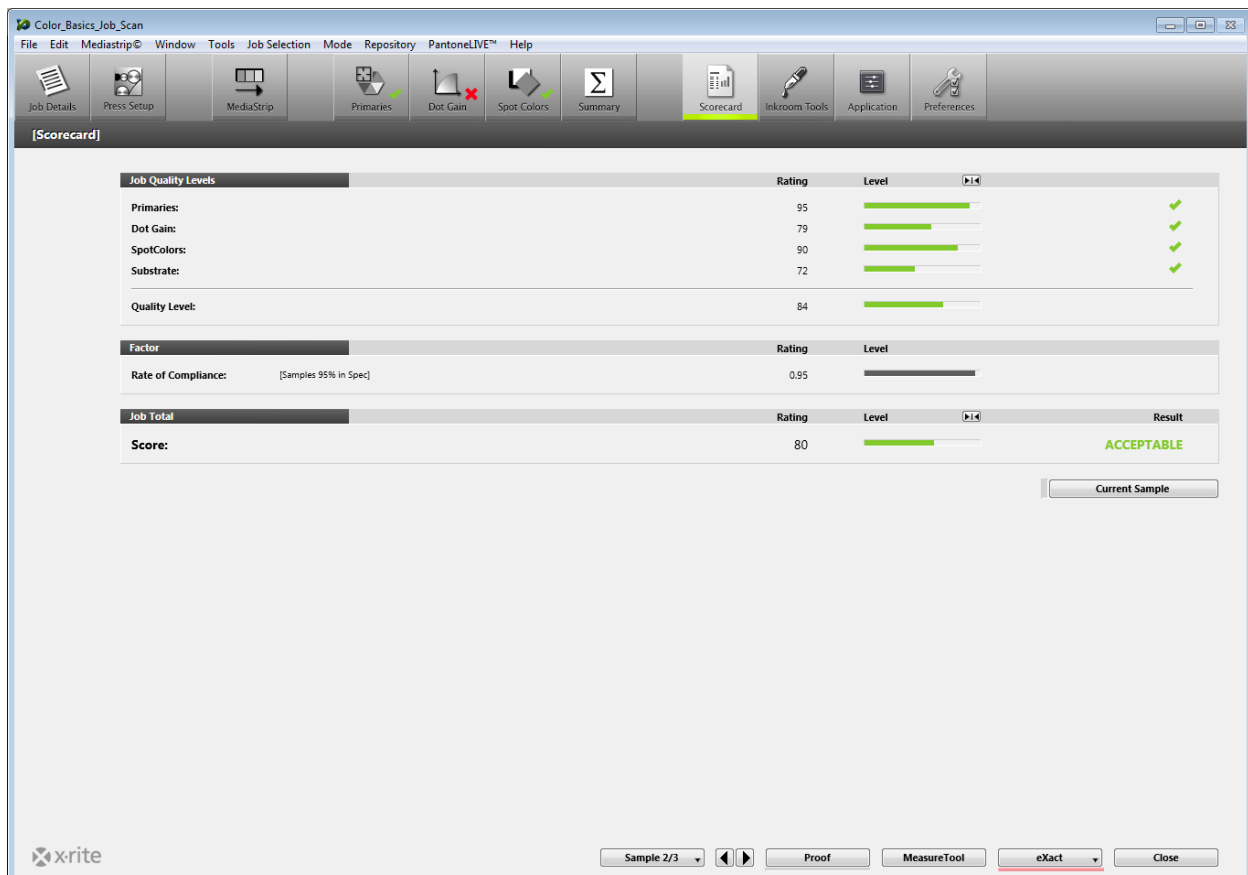 Color_Basics_Job_Scan
File Edit Mediastrip© Window Tools Job Selection Mode Repository PantoneLIVE™ Help
Job Details Press Setup MediaStrip Primaries Dot Gain Spot Colors Summary Scorecard Inkroom Tools Application Preferences
[Scorecard]
Job Quality Levels Rating Level
Primaries: 95
Dot Gain: 79
SpotColors: 90
Substrate: 72
Quality Level: 84
Factor Rating Level
Rate of Compliance: [Samples 95% in Spec] 0.95
Job Total Rating Level Result
Score: 80 ACCEPTABLE
Current Sample
x·rite Sample 2/3 Proof MeasureTool eXact Close